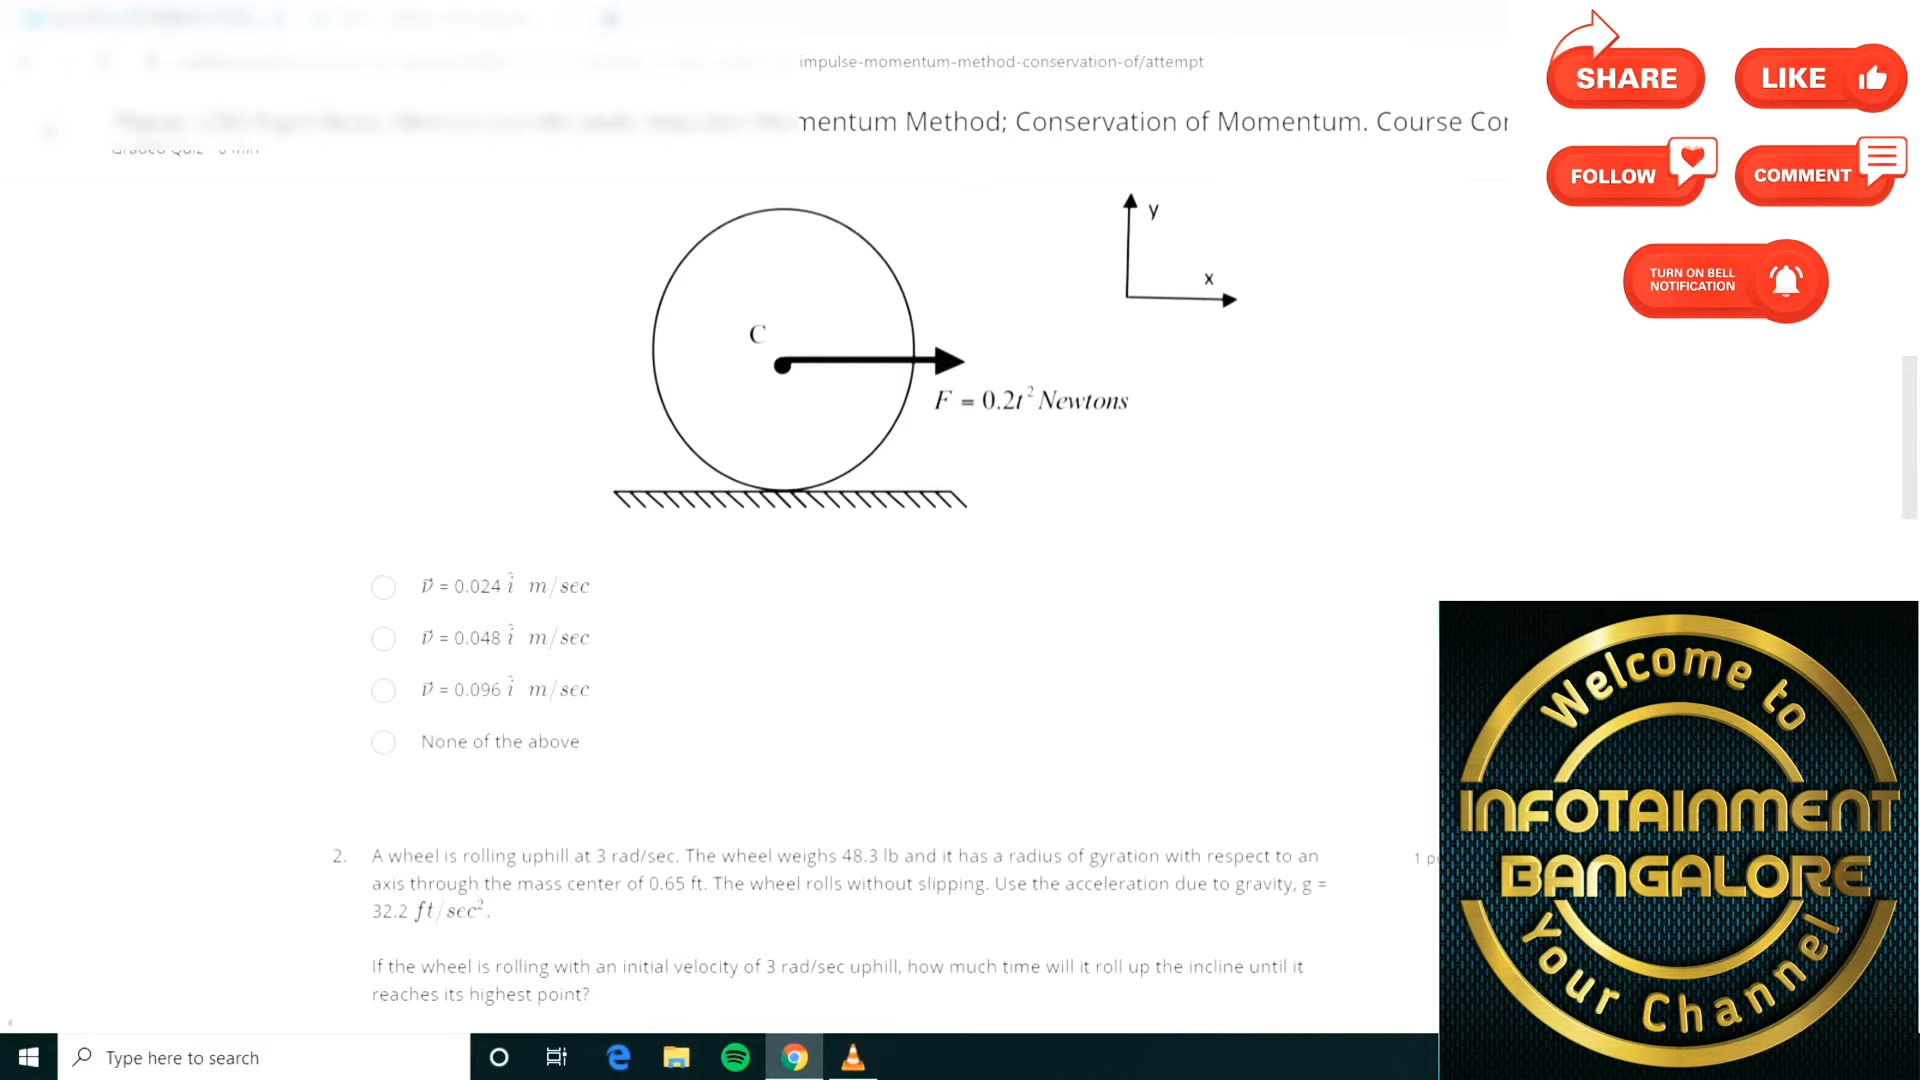 impulse-momentum-method-conservation-of/attempt
mentum Method; Conservation of Momentum. Course Cor
SHARE
LIKE
FOLLOW
COMMENT
TURN ON BELL
NOTIFICATION
y
x
C
F = 0.2t² Newtons
v⃗ = 0.024 î m/sec
v⃗ = 0.048 î m/sec
v⃗ = 0.096 î m/sec
None of the above
2. A wheel is rolling uphill at 3 rad/sec. The wheel weighs 48.3 lb and it has a radius of gyration with respect to an
axis through the mass center of 0.65 ft. The wheel rolls without slipping. Use the acceleration due to gravity, g =
32.2 ft/sec².
1 p
If the wheel is rolling with an initial velocity of 3 rad/sec uphill, how much time will it roll up the incline until it
reaches its highest point?
Welcome to
INFOTAINMENT
BANGALORE
Your Channel
Type here to search